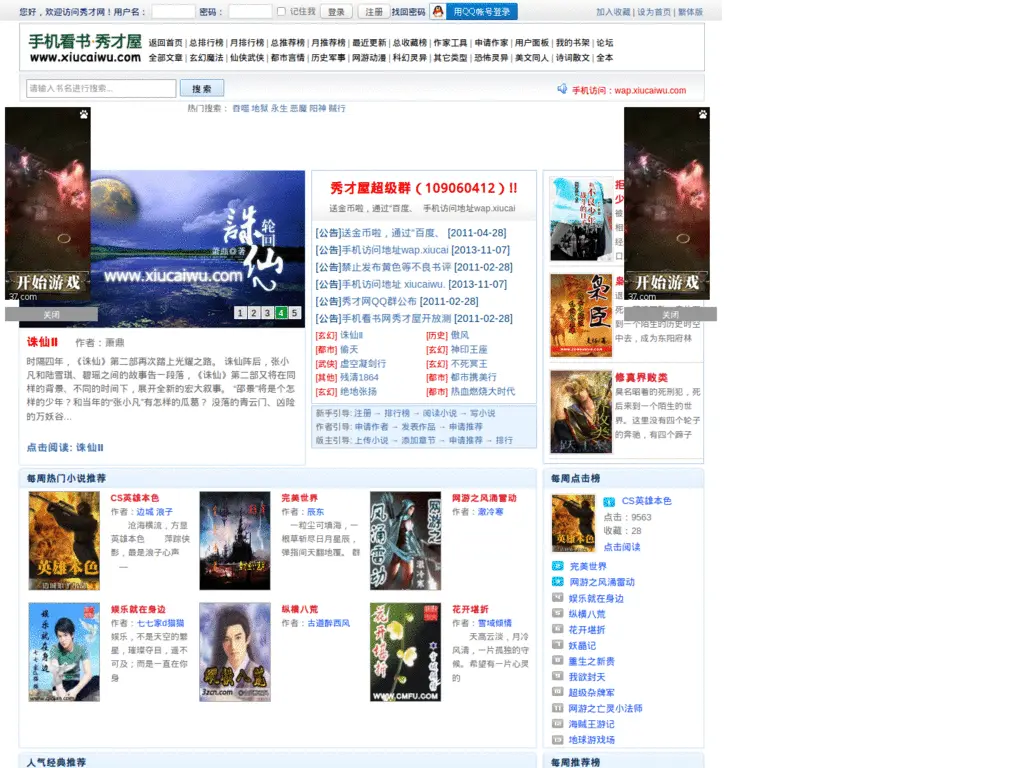 您好，欢迎访问秀才网！用户名： 密码： 记住我 登录 注册 找回密码 用QQ帐号登录 加入收藏 | 设为首页 | 繁体版
手机看书·秀才屋
www.xiucaiwu.com
返回首页 | 总排行榜 | 月排行榜 | 总推荐榜 | 月推荐榜 | 最近更新 | 总收藏榜 | 作家工具 | 申请作家 | 用户面板 | 我的书架 | 论坛
全部文章 | 玄幻魔法 | 仙侠武侠 | 都市言情 | 历史军事 | 网游动漫 | 科幻灵异 | 其它类型 | 恐怖灵异 | 美文同人 | 诗词散文 | 全本
请输入书名进行搜索... 搜 索 手机访问：wap.xiucaiwu.com
热门搜索： 吞噬 地狱 永生 恶魔 阳神 贼行
开始游戏
37.com
关闭
诛仙
轮回
萧鼎著
www.xiucaiwu.com
1 2 3 4 5
诛仙II 作者：萧鼎
时隔四年，《诛仙》第二部再次踏上光耀之路。 诛仙阵后，张小
凡和陆雪琪、碧瑶之间的故事告一段落，《诛仙》第二部又将在同
样的背景、不同的时间下，展开全新的宏大叙事。 “邵景”将是个怎
样的少年？和当年的“张小凡”有怎样的瓜葛？ 没落的青云门、凶险
的万妖谷...
点击阅读: 诛仙II
秀才屋超级群（109060412）!!
送金币啦，通过"百度、 手机访问地址wap.xiucai
[公告]送金币啦，通过"百度、 [2011-04-28]
[公告]手机访问地址wap.xiucai [2013-11-07]
[公告]禁止发布黄色等不良书评 [2011-02-28]
[公告]手机访问地址 xiucaiwu. [2013-11-07]
[公告]秀才网QQ群公布 [2011-02-28]
[公告]手机看书网秀才屋开放测 [2011-02-28]
[玄幻] 诛仙II [历史] 傲风
[都市] 偷天 [玄幻] 神印王座
[武侠] 虚空凝剑行 [玄幻] 不死冥王
[其他] 残清1864 [都市] 都市携美行
[玄幻] 绝地张扬 [都市] 热血燃烧大时代
新手引导: 注册 → 排行榜 → 阅读小说 → 写小说
作者引导: 申请作者 → 发表作品 → 申请推荐
版主引导: 上传小说 → 添加章节 → 申请推荐 → 排行
不良少年
枭臣
到一个陌生的历史时空
中去，成为东阳府林
修真界败类
臭名昭着的死刑犯，死
后来到一个陌生的世
界。这里没有四个轮子
的奔驰，有四个蹄子
开始游戏
37.com
关闭
每周热门小说推荐
英雄本色
CS英雄本色
作者：边城 浪子
沧海横流，方显
英雄本色 萍踪侠
影，最是浪子心声
—
完美世界
作者：辰东
一粒尘可填海，一
根草斩尽日月星辰，
弹指间天翻地覆。 群
网游之风涌雷动
作者：澈冷寒
娱乐就在身边
作者：七七家d猫猫
娱乐，不是天空的繁
星，璀璨夺目，遥不
可及；而是一直在你
身
纵横八荒
作者：古道醉西风
花开堪折
www.CMFU.com
花开堪折
作者：雪域倾情
天高云淡，月冷
风清，一片孤独的守
候。希望有一片心灵
的
每周点击榜
CS英雄本色
点击：9563
收藏：28
点击阅读
完美世界
网游之风涌雷动
4 娱乐就在身边
5 纵横八荒
6 花开堪折
7 妖晶记
8 重生之新贵
9 我欲封天
10 超级杂牌军
11 网游之亡灵小法师
12 海贼王游记
13 地球游戏场
人气经典推荐
每周推荐榜